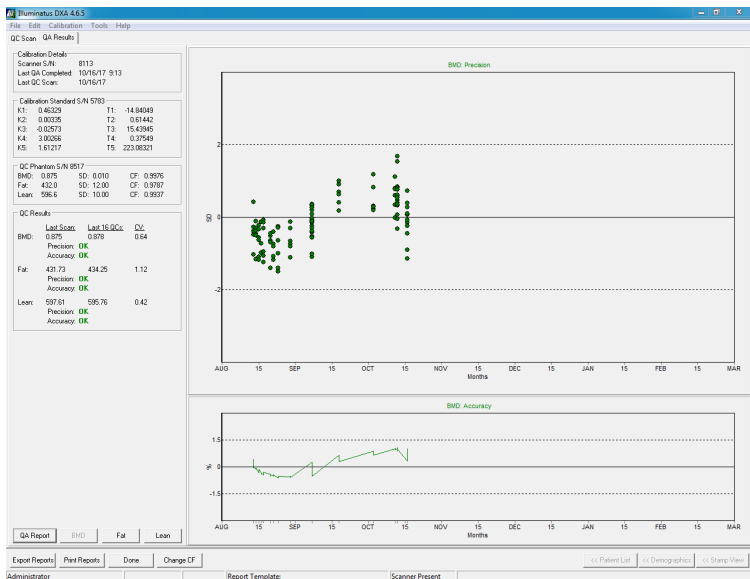 Illuminatus DXA 4.6.5
File Edit Calibration Tools Help
QC Scan QA Results
Calibration Details
Scanner S/N: 8113
Last QA Completed: 10/16/17 9:13
Last QC Scan: 10/16/17
Calibration Standard S/N 5783
K1: 0.46329 T1: -14.84049
K2: 0.00335 T2: 0.61442
K3: -0.02573 T3: 15.43945
K4: 3.00266 T4: 0.37549
K5: 1.61217 T5: 223.08321
QC Phantom S/N 8517
BMD: 0.875 SD: 0.010 CF: 0.9976
Fat: 432.0 SD: 12.00 CF: 0.9787
Lean: 596.6 SD: 10.00 CF: 0.9937
QC Results
Last Scan: Last 16 QCs: CV:
BMD: 0.875 0.878 0.64
Precision: OK
Accuracy: OK
Fat: 431.73 434.25 1.12
Precision: OK
Accuracy: OK
Lean: 597.61 595.76 0.42
Precision: OK
Accuracy: OK
QA Report BMD Fat Lean
BMD: Precision
2
SD 0
-2
AUG 15 SEP 15 OCT 15 NOV 15 DEC 15 JAN 15 FEB 15 MAR
Months
BMD: Accuracy
1.5
% 0
-1.5
AUG 15 SEP 15 OCT 15 NOV 15 DEC 15 JAN 15 FEB 15 MAR
Months
Export Reports Print Reports Done Change CF << Patient List << Demographics << Stamp View
Administrator Report Template: Scanner Present